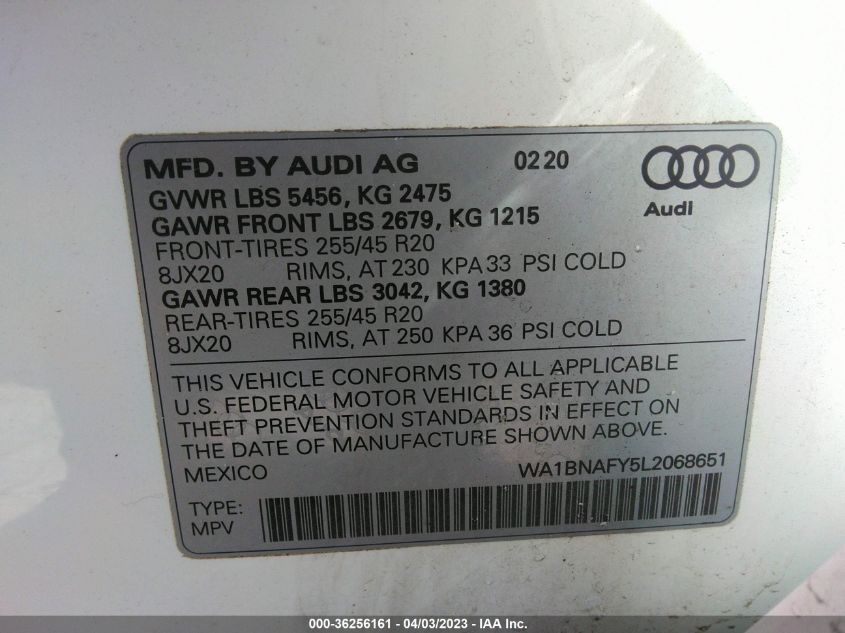 MFD. BY AUDI AG 02 20
Audi
GVWR LBS 5456, KG 2475
GAWR FRONT LBS 2679, KG 1215
FRONT-TIRES 255/45 R20
8JX20 RIMS, AT 230 KPA 33 PSI COLD
GAWR REAR LBS 3042, KG 1380
REAR-TIRES 255/45 R20
8JX20 RIMS, AT 250 KPA 36 PSI COLD
THIS VEHICLE CONFORMS TO ALL APPLICABLE
U.S. FEDERAL MOTOR VEHICLE SAFETY AND
THEFT PREVENTION STANDARDS IN EFFECT ON
THE DATE OF MANUFACTURE SHOWN ABOVE.
MEXICO WA1BNAFY5L2068651
TYPE:
MPV
000-36256161 - 04/03/2023 - IAA Inc.